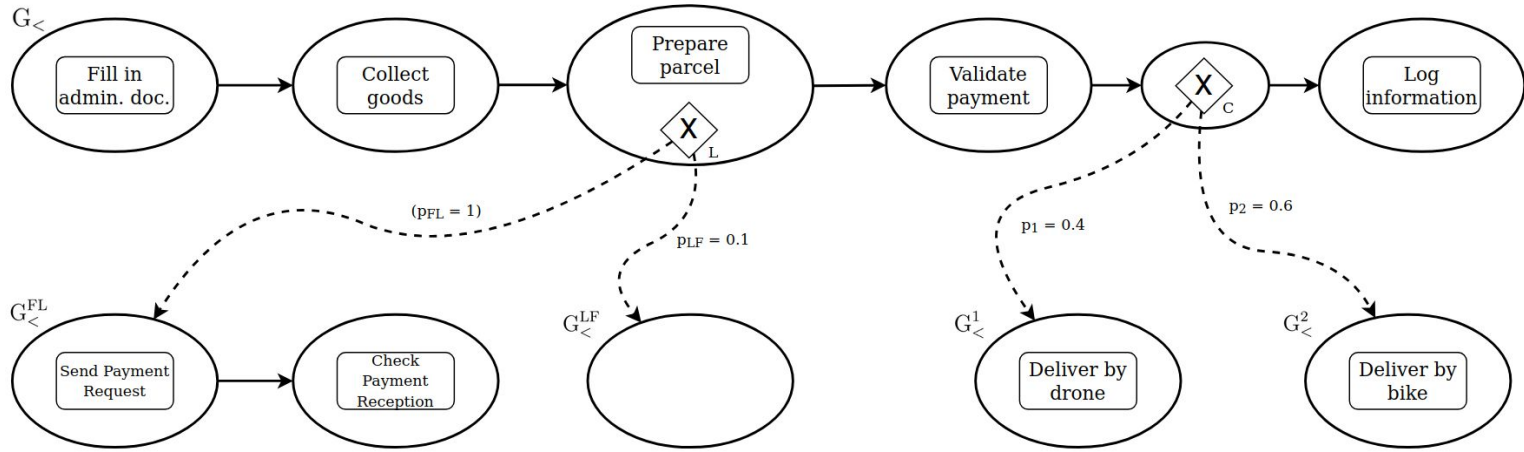 G<
Fill in
admin. doc.
Collect
goods
Prepare
parcel
X
L
Validate
payment
X
C
Log
information
(pFL = 1)
pLF = 0.1
p1 = 0.4
p2 = 0.6
G<FL
Send Payment
Request
Check
Payment
Reception
G<LF
G<1
Deliver by
drone
G<2
Deliver by
bike